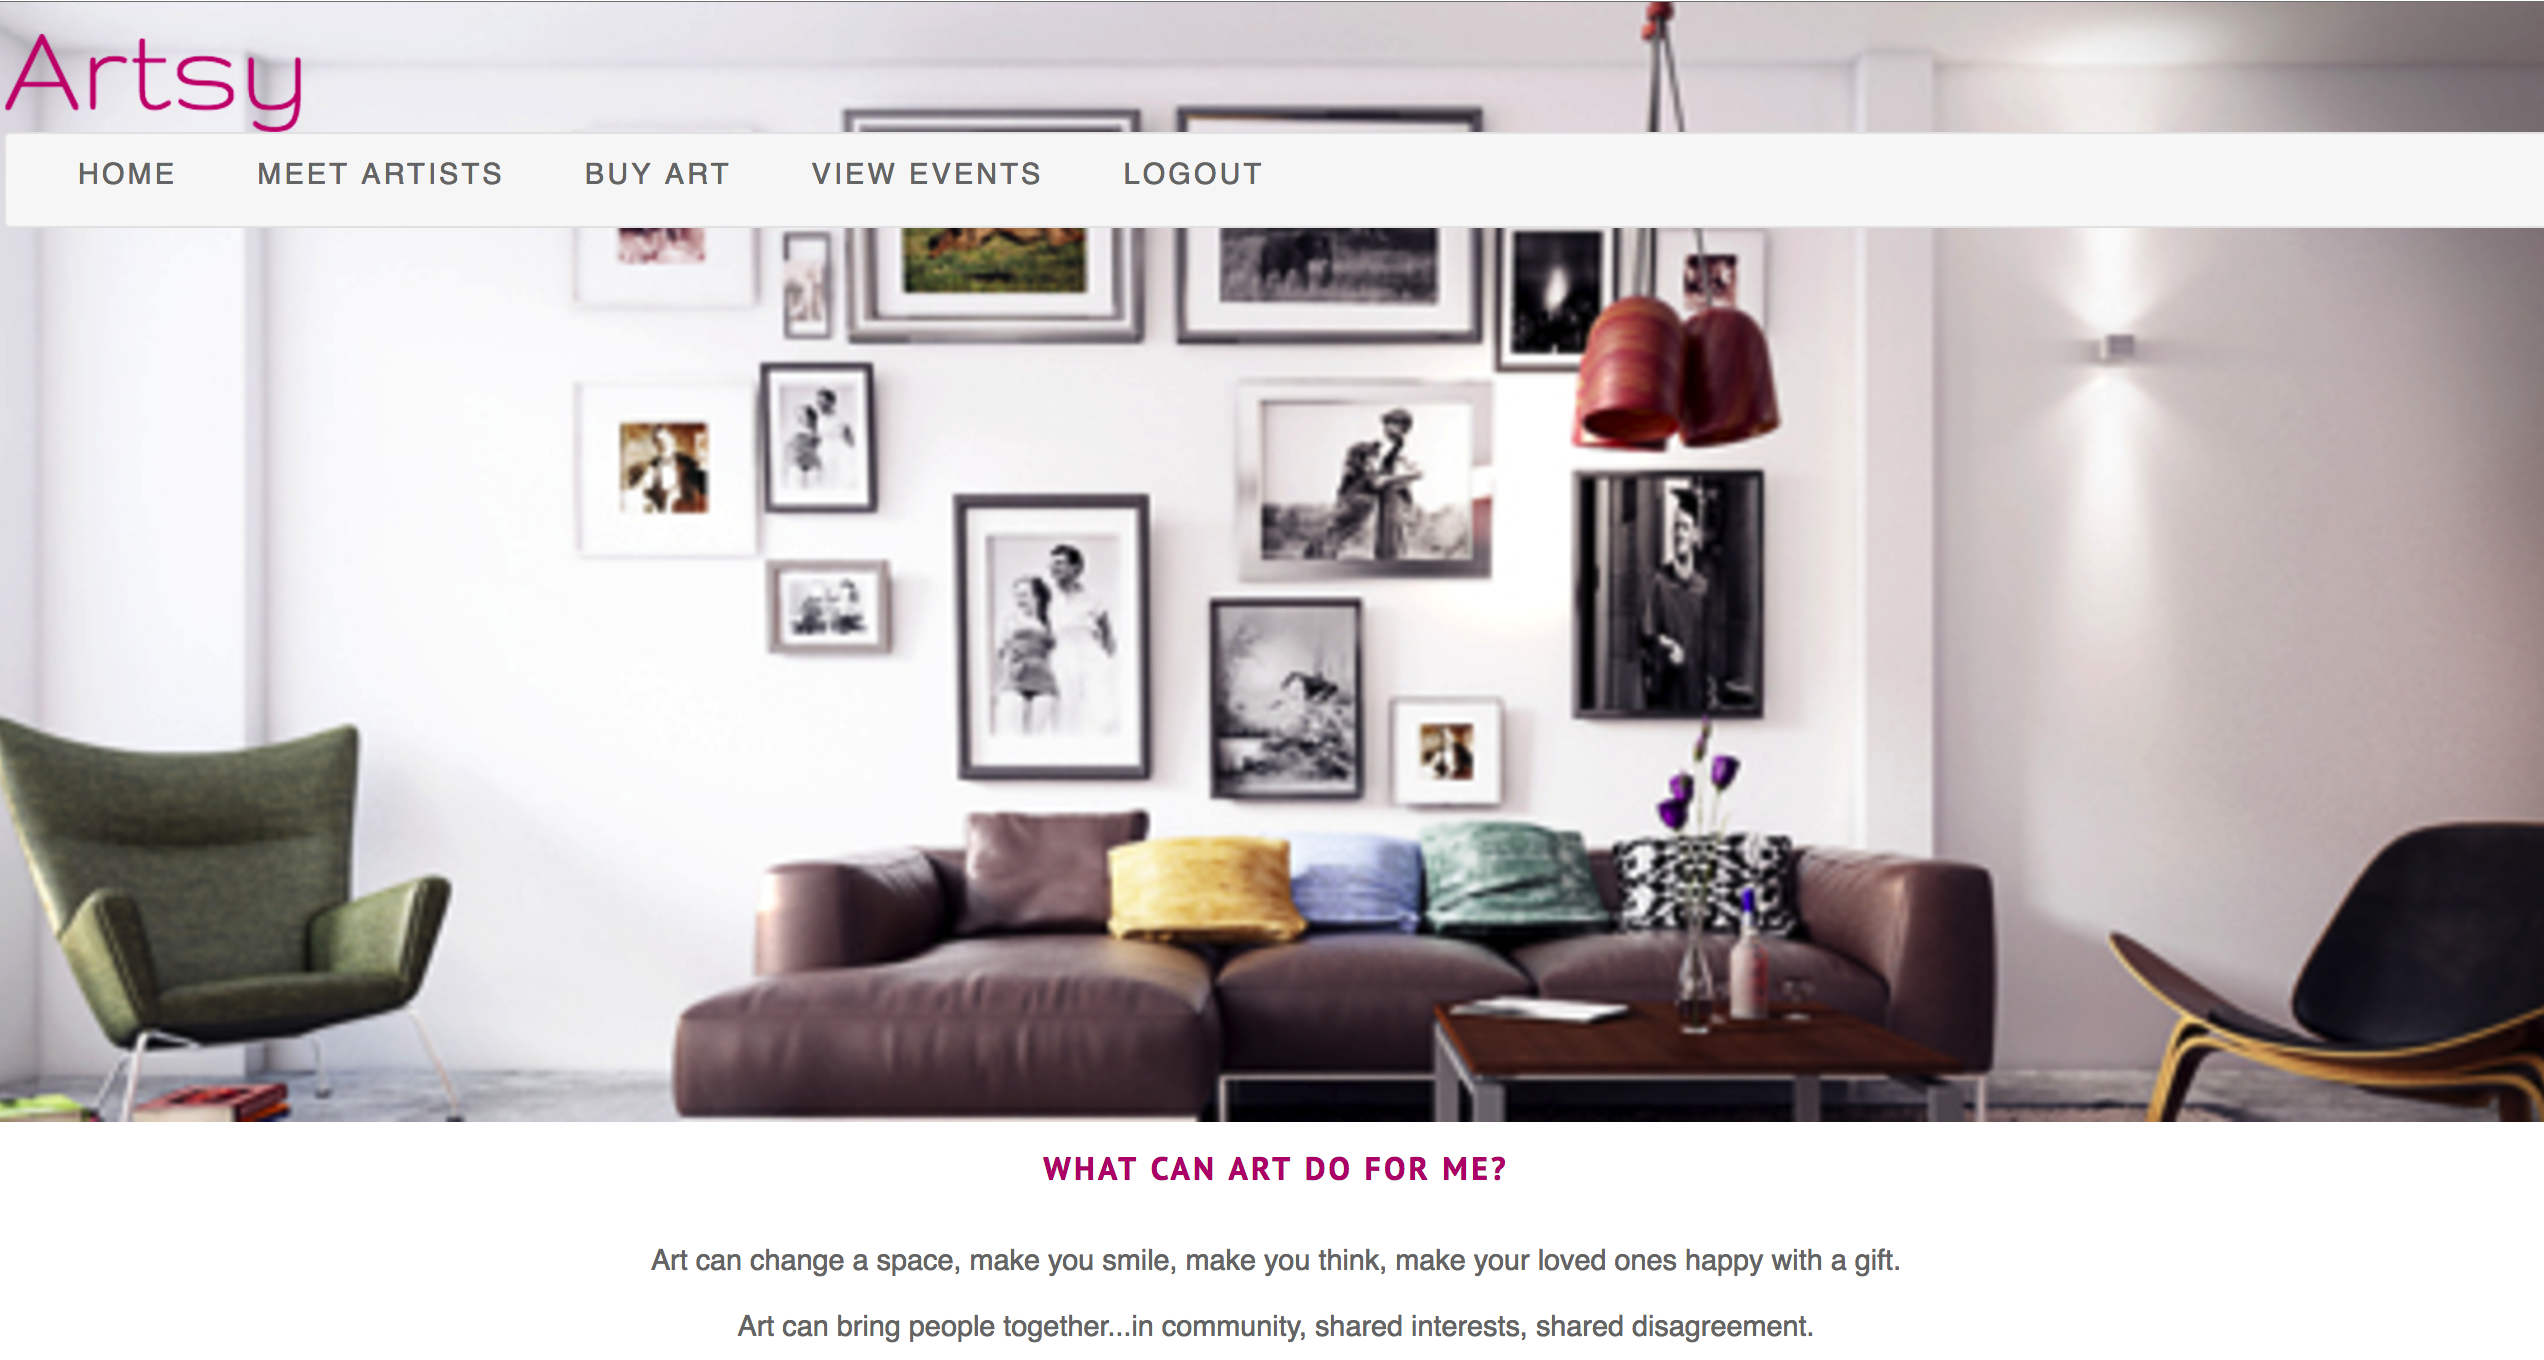 Artsy
HOME MEET ARTISTS BUY ART VIEW EVENTS LOGOUT
WHAT CAN ART DO FOR ME?
Art can change a space, make you smile, make you think, make your loved ones happy with a gift.
Art can bring people together...in community, shared interests, shared disagreement.